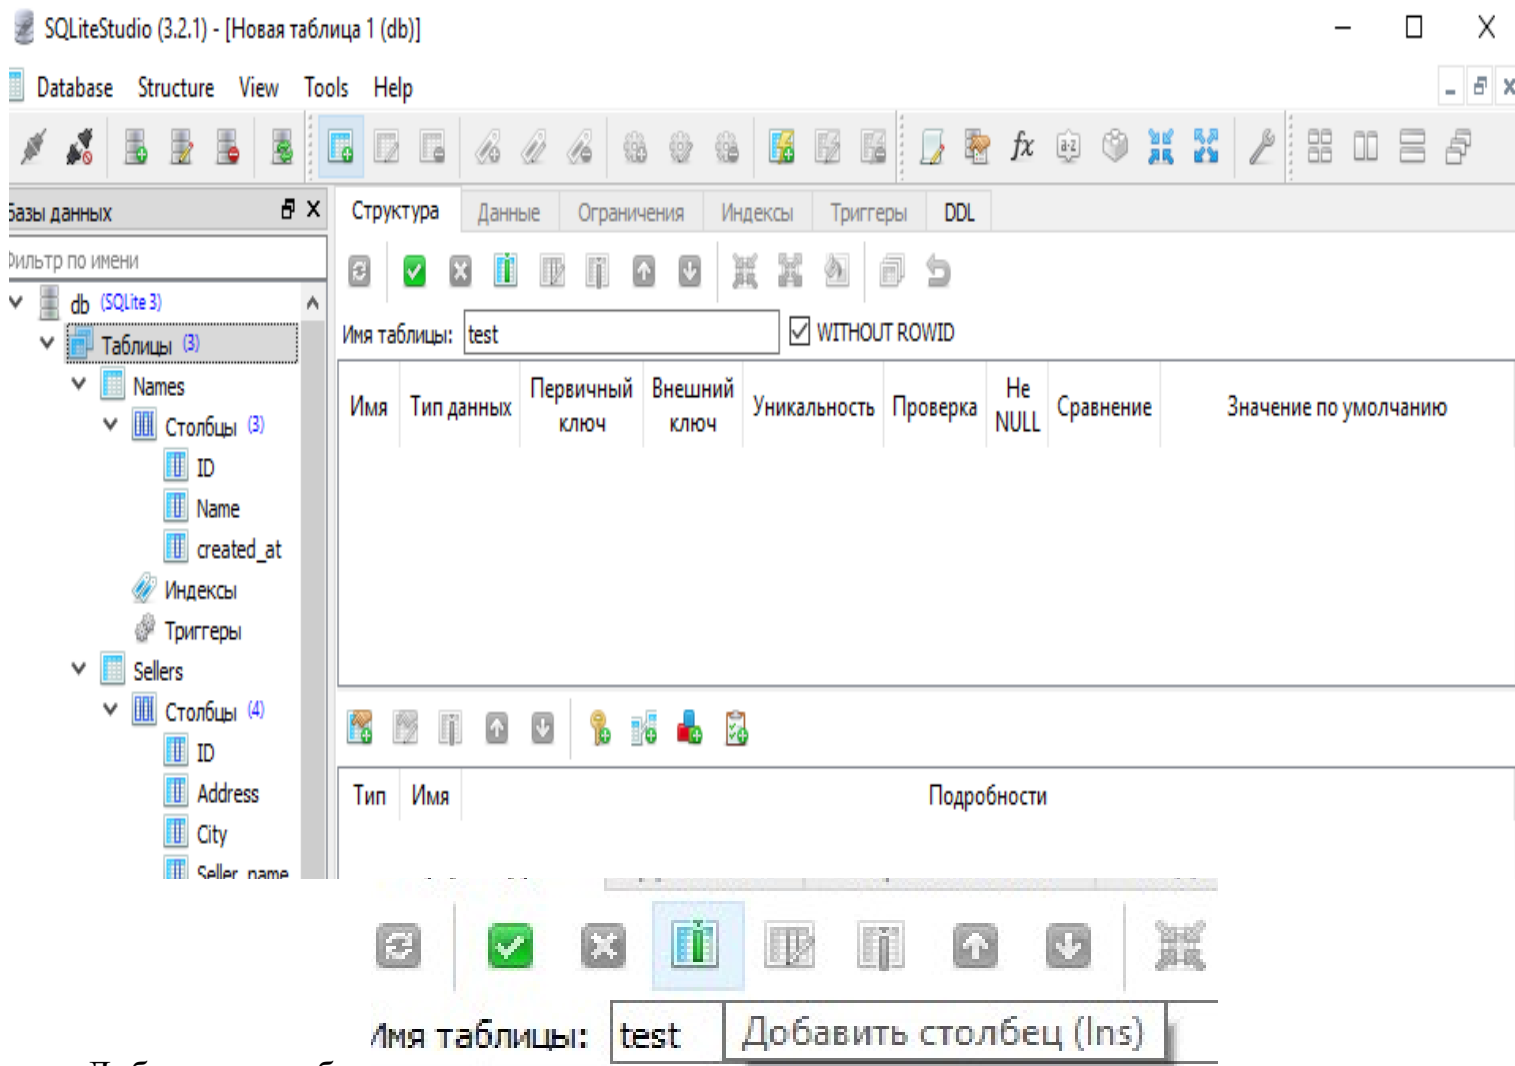 SQLiteStudio (3.2.1) - [Новая таблица 1 (db)]
Database Structure View Tools Help
Базы данных
Структура Данные Ограничения Индексы Триггеры DDL
Фильтр по имени
db (SQLite 3)
Имя таблицы: test WITHOUT ROWID
Таблицы (3)
Names
Столбцы (3)
ID
Name
created_at
Индексы
Триггеры
Sellers
Столбцы (4)
ID
Address
City
Seller_name
Имя Тип данных Первичный ключ Внешний ключ Уникальность Проверка Не NULL Сравнение Значение по умолчанию
Тип Имя Подробности
Имя таблицы: test Добавить столбец (Ins)